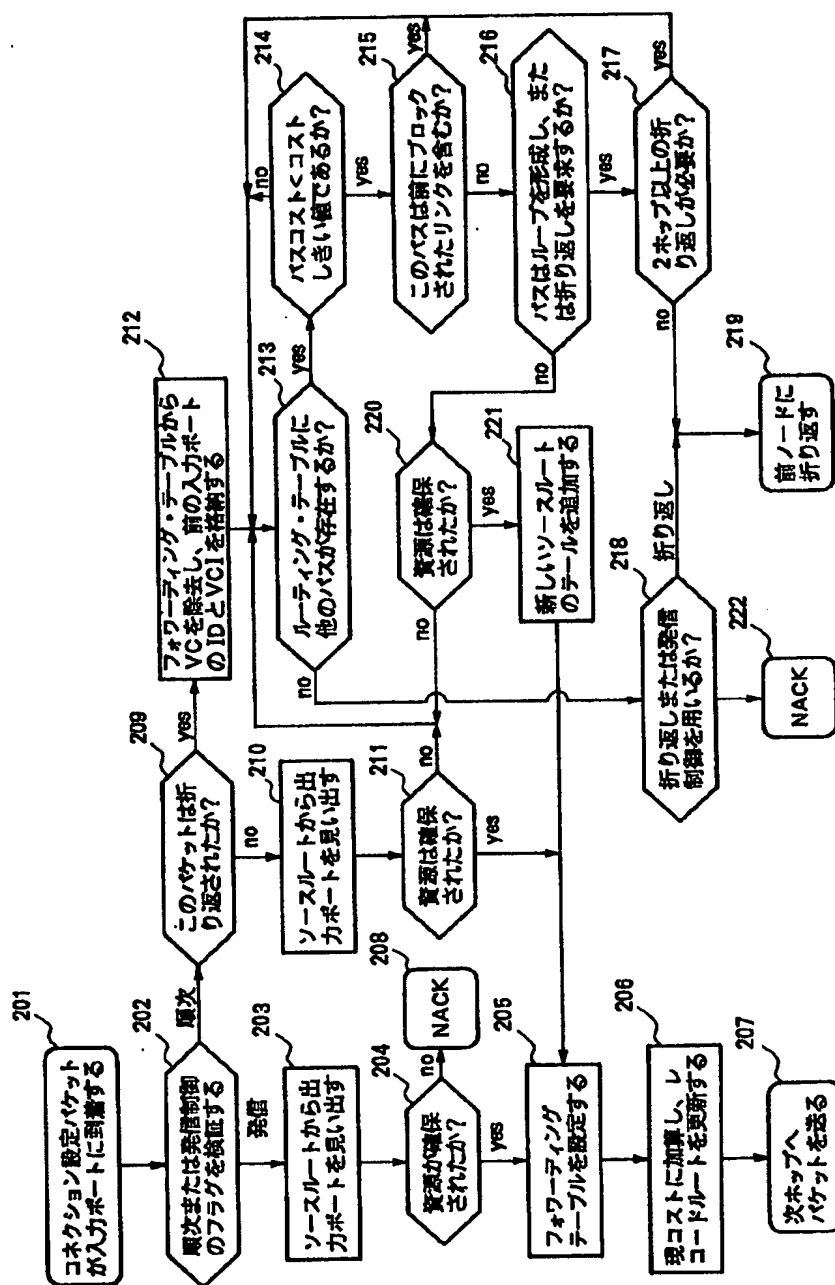 201
コネクション設定パケット
が入力ポートに到着する
202
順次または発信制御
のフラグを検証する
順次
発信
203
ソースルートから出
力ポートを見い出す
204
資源が確保
されたか？
no
yes
208
NACK
205
フォワーディング
テーブルを設定する
206
現コストに加算し、レ
コードルートを更新する
207
次ホップへ
パケットを送る
209
このパケットは折
り返されたか？
yes
no
210
ソースルートから出
力ポートを見い出す
211
資源は確保
されたか？
no
yes
212
フォワーディング・テーブルから
VCを除去し、前の入力ポート
のIDとVCIを格納する
213
ルーティング・テーブルに
他のパスが存在するか？
yes
no
214
パスコスト<コスト
しきい値であるか？
no
yes
215
このパスは前にブロック
されたリンクを含むか？
yes
no
216
パスはループを形成し、また
は折り返しを要求するか？
no
yes
217
2ホップ以上の折
り返しが必要か？
yes
no
220
資源は確保
されたか？
no
yes
221
新しいソースルート
のテールを追加する
218
折り返しまたは発信
制御を用いるか？
折り返し
219
前ノードに
折り返す
222
NACK